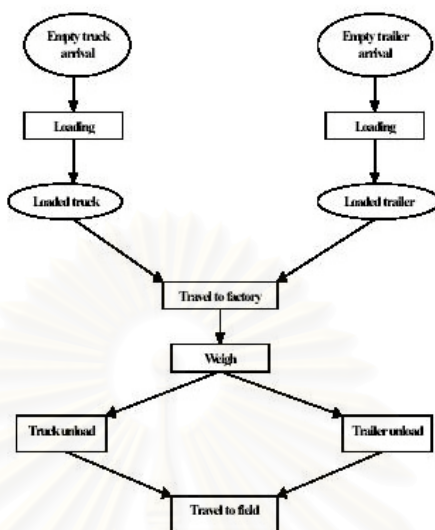 Empty truck
arrival
Empty trailer
arrival
Loading
Loading
Loaded truck
Loaded trailer
Travel to factory
Weigh
Truck unload
Trailer unload
Travel to field